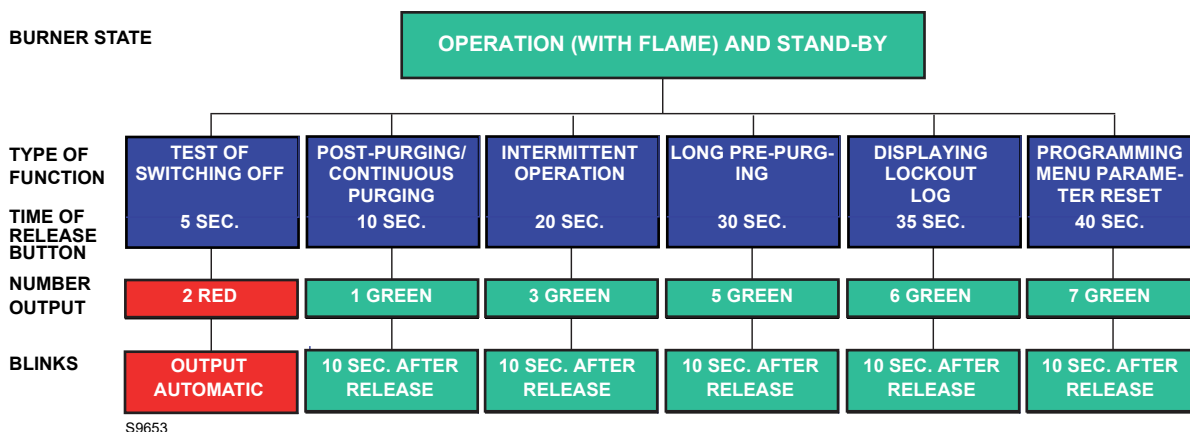 BURNER STATE
OPERATION (WITH FLAME) AND STAND-BY
TYPE OF
FUNCTION
TEST OF
SWITCHING OFF
POST-PURGING/
CONTINUOUS
PURGING
INTERMITTENT
OPERATION
LONG PRE-PURG-
ING
DISPLAYING
LOCKOUT
LOG
PROGRAMMING
MENU PARAME-
TER RESET
TIME OF
RELEASE
BUTTON
5 SEC.
10 SEC.
20 SEC.
30 SEC.
35 SEC.
40 SEC.
NUMBER
OUTPUT
2 RED
1 GREEN
3 GREEN
5 GREEN
6 GREEN
7 GREEN
BLINKS
OUTPUT
AUTOMATIC
10 SEC. AFTER
RELEASE
10 SEC. AFTER
RELEASE
10 SEC. AFTER
RELEASE
10 SEC. AFTER
RELEASE
10 SEC. AFTER
RELEASE
S9653